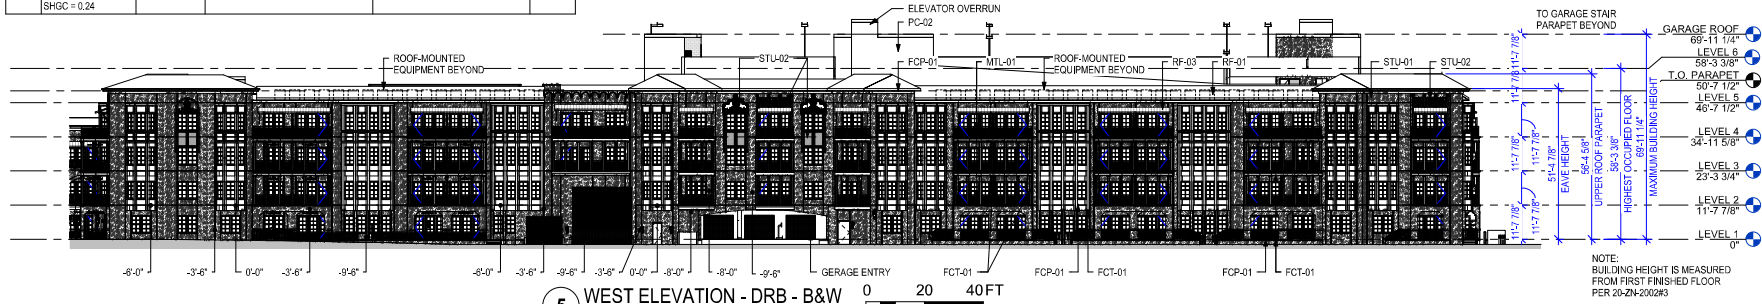 SHGC = 0.24
ELEVATOR OVERRUN
PC-02
ROOF-MOUNTED
EQUIPMENT BEYOND
STU-02
FCP-01
MTL-01
ROOF-MOUNTED
EQUIPMENT BEYOND
RF-03
RF-01
STU-01
STU-02
TO GARAGE STAIR
PARAPET BEYOND
GARAGE ROOF
69'-11 1/4"
LEVEL 6
58'-3 3/8"
T.O. PARAPET
50'-7 1/2"
LEVEL 5
46'-7 1/2"
LEVEL 4
34'-11 5/8"
LEVEL 3
23'-3 3/4"
LEVEL 2
11'-7 7/8"
LEVEL 1
0"
11'-7 7/8"
11'-7 7/8"
11'-7 7/8"
11'-7 7/8"
11'-7 7/8"
11'-7 7/8"
11'-7 7/8"
51'-4 7/8"
EAVE HEIGHT
56'-4 5/8"
UPPER ROOF PARAPET
58'-3 3/8"
HIGHEST OCCUPIED FLOOR
69'-11 1/4"
MAXIMUM BUILDING HEIGHT
-6'-0"
-3'-6"
0'-0"
-3'-6"
-9'-6"
-6'-0"
-3'-6"
-9'-6"
-3'-6"
0'-0"
-8'-0"
-8'-0"
-9'-6"
GERAGE ENTRY
FCT-01
FCP-01
FCT-01
FCP-01
FCT-01
NOTE:
BUILDING HEIGHT IS MEASURED
FROM FIRST FINISHED FLOOR
PER 20-ZN-2002#3
5
WEST ELEVATION - DRB - B&W
0 20 40 FT